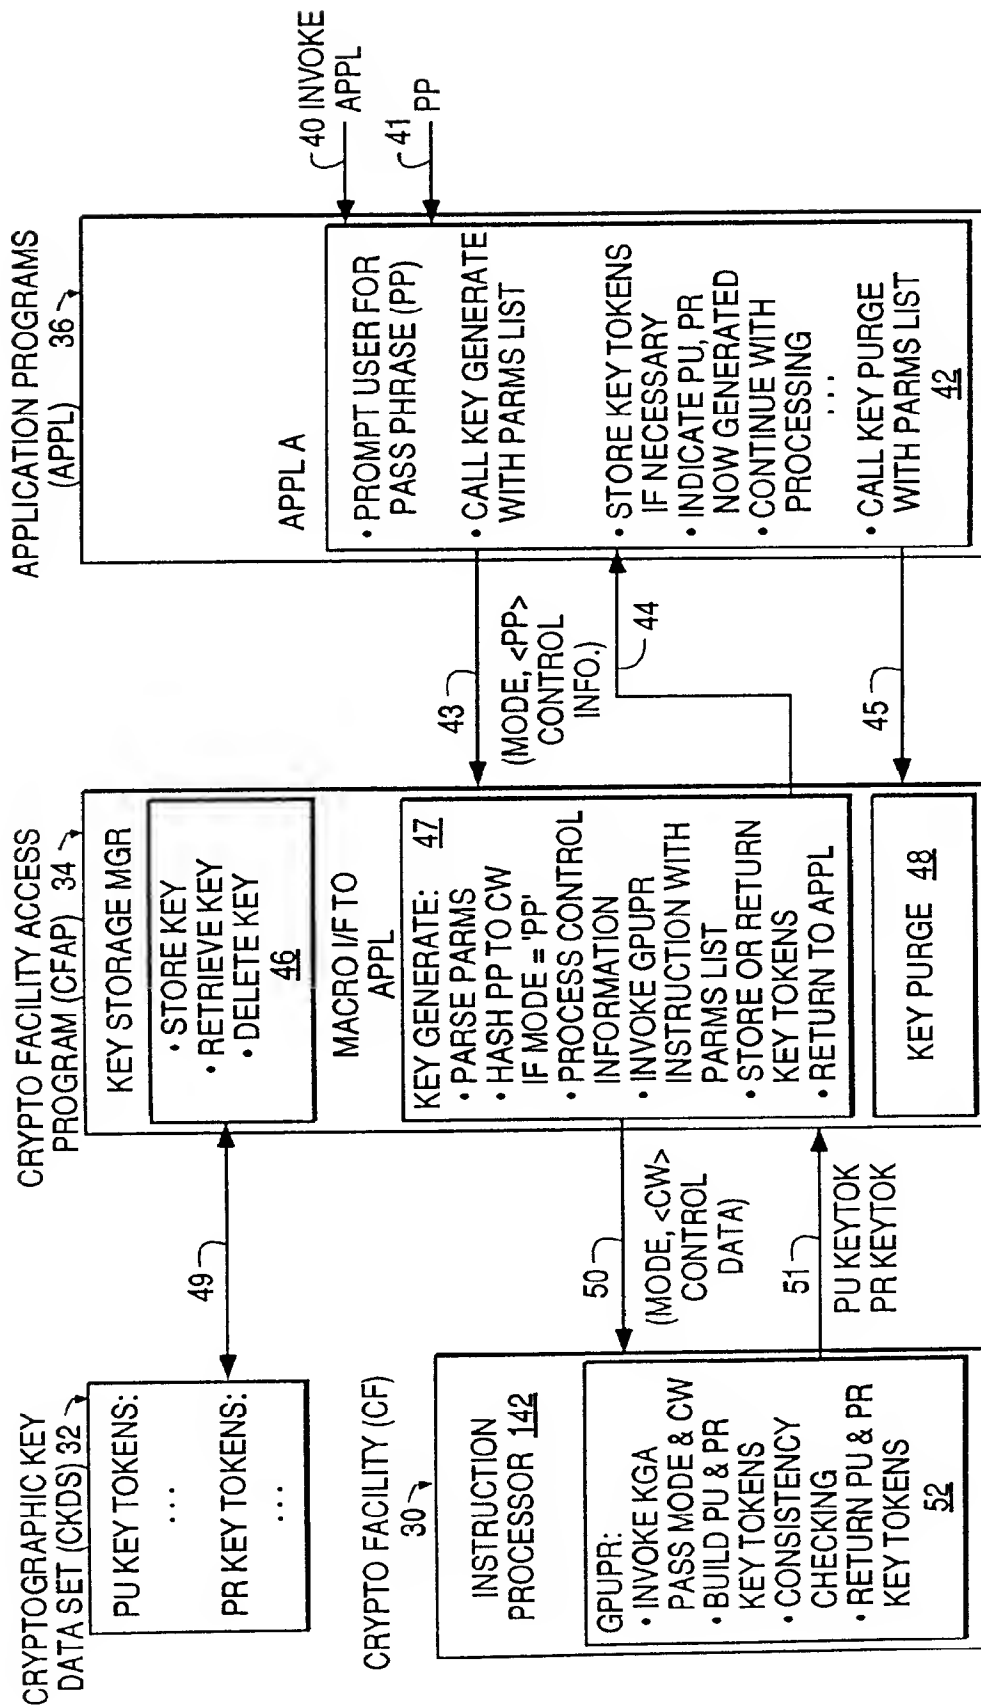 CRYPTOGRAPHIC KEY
DATA SET (CKDS) 32
PU KEY TOKENS:
...
PR KEY TOKENS:
...
49
CRYPTO FACILITY (CF)
30
INSTRUCTION
PROCESSOR 142
GPUPR:
• INVOKE KGA
PASS MODE & CW
• BUILD PU & PR
KEY TOKENS
• CONSISTENCY
CHECKING
• RETURN PU & PR
KEY TOKENS
52
50
(MODE, <CW>
CONTROL
DATA)
51
PU KEYTOK
PR KEYTOK
CRYPTO FACILITY ACCESS
PROGRAM (CFAP) 34
KEY STORAGE MGR
• STORE KEY
• RETRIEVE KEY
• DELETE KEY
46
MACRO I/F TO
APPL
KEY GENERATE: 47
• PARSE PARMS
• HASH PP TO CW
IF MODE = 'PP'
• PROCESS CONTROL
INFORMATION
• INVOKE GPUPR
INSTRUCTION WITH
PARMS LIST
• STORE OR RETURN
KEY TOKENS
• RETURN TO APPL
KEY PURGE 48
43
(MODE, <PP>
CONTROL
INFO.)
44
45
APPLICATION PROGRAMS
(APPL) 36
APPL A
• PROMPT USER FOR
PASS PHRASE (PP)
• CALL KEY GENERATE
WITH PARMS LIST
• STORE KEY TOKENS
IF NECESSARY
• INDICATE PU, PR
NOW GENERATED
• CONTINUE WITH
PROCESSING
...
• CALL KEY PURGE
WITH PARMS LIST
42
40 INVOKE
APPL
41
PP